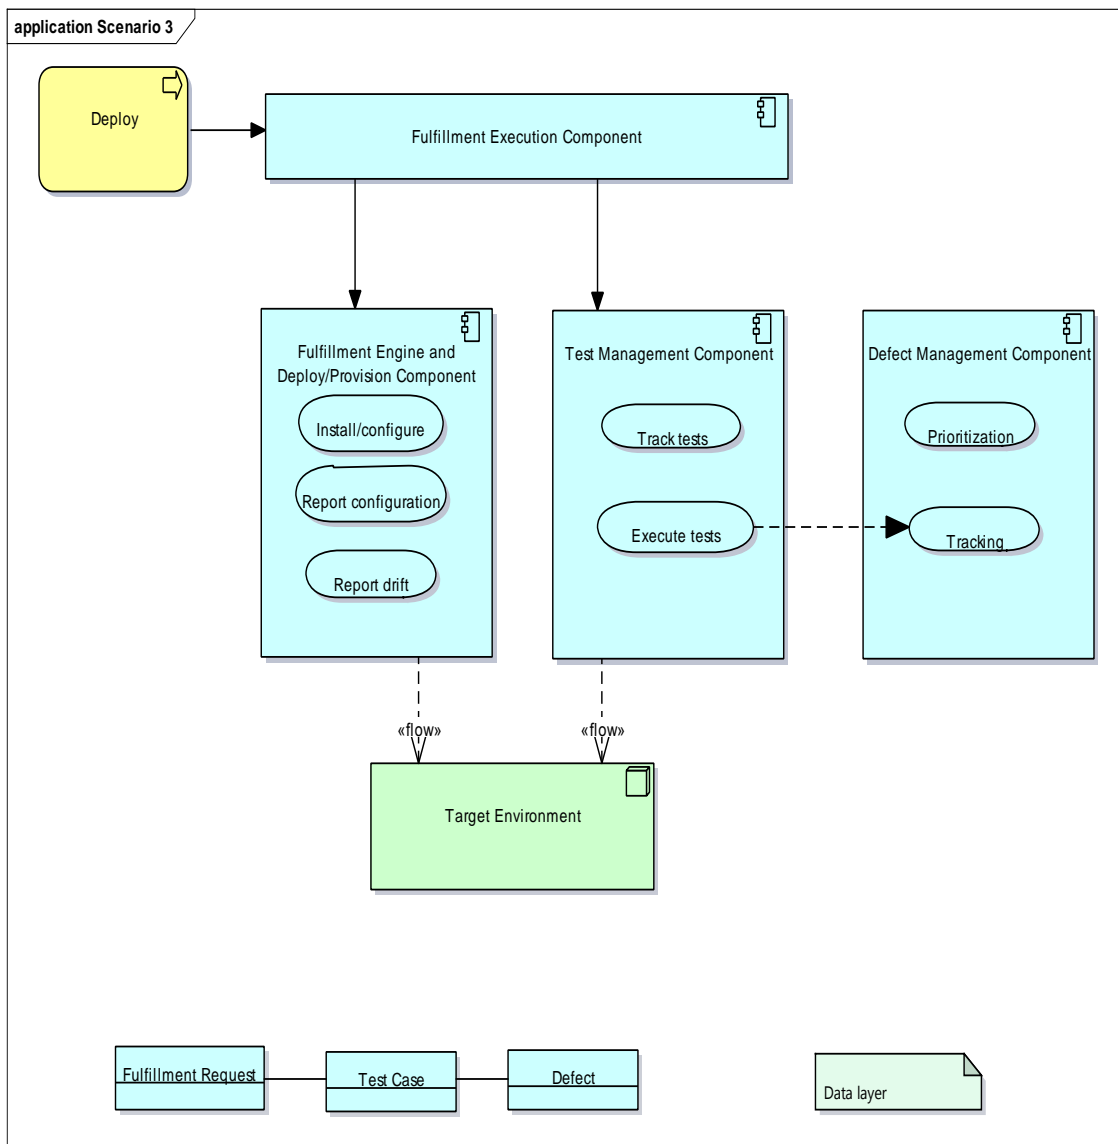 application Scenario 3
Deploy
Fulfillment Execution Component
Fulfillment Engine and
Deploy/Provision Component
Install/configure
Report configuration
Report drift
Test Management Component
Track tests
Execute tests
Defect Management Component
Prioritization
Tracking
«flow»
«flow»
Target Environment
Fulfillment Request
Test Case
Defect
Data layer